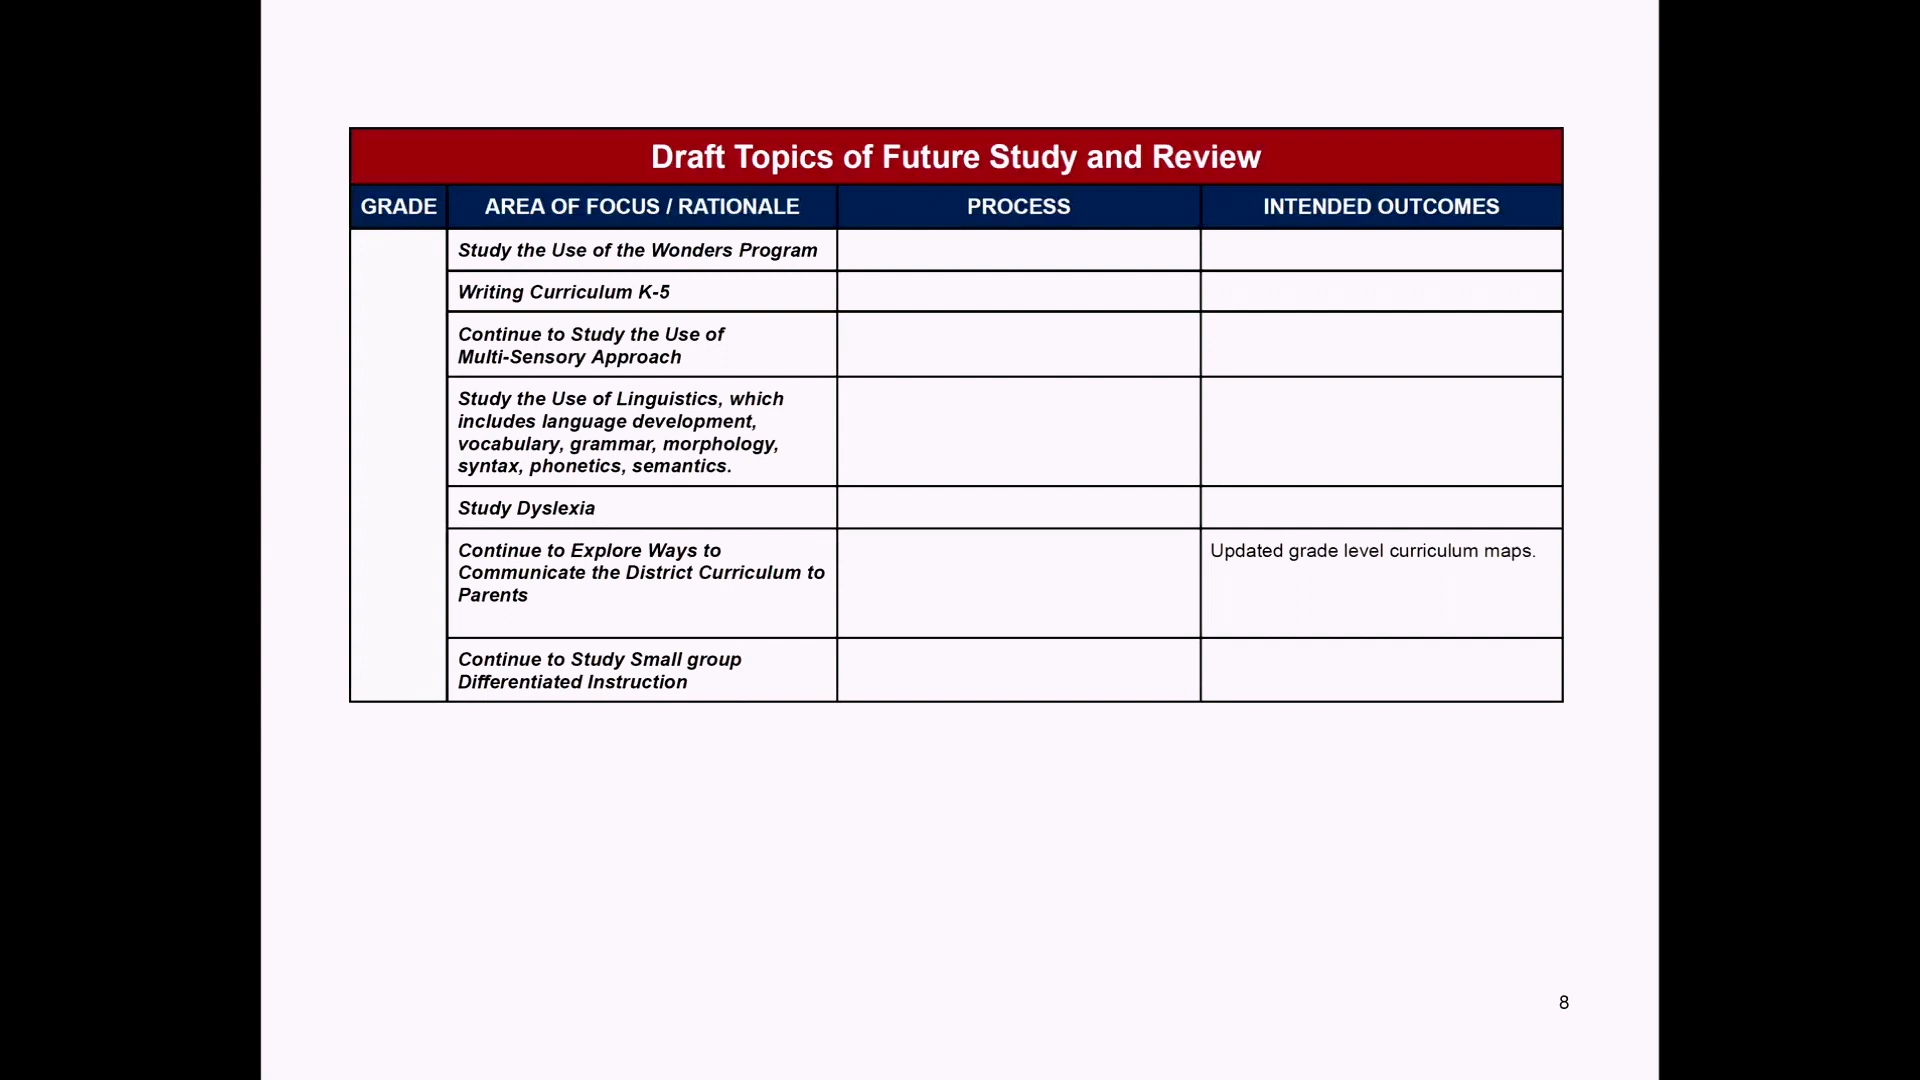 Draft Topics of Future Study and Review
GRADE
AREA OF FOCUS / RATIONALE
PROCESS
INTENDED OUTCOMES
Study the Use of the Wonders Program
Writing Curriculum K-5
Continue to Study the Use of
Multi-Sensory Approach
Study the Use of Linguistics, which
includes language development,
vocabulary, grammar, morphology,
syntax, phonetics, semantics.
Study Dyslexia
Continue to Explore Ways to
Communicate the District Curriculum to
Parents
Updated grade level curriculum maps.
Continue to Study Small group
Differentiated Instruction
8